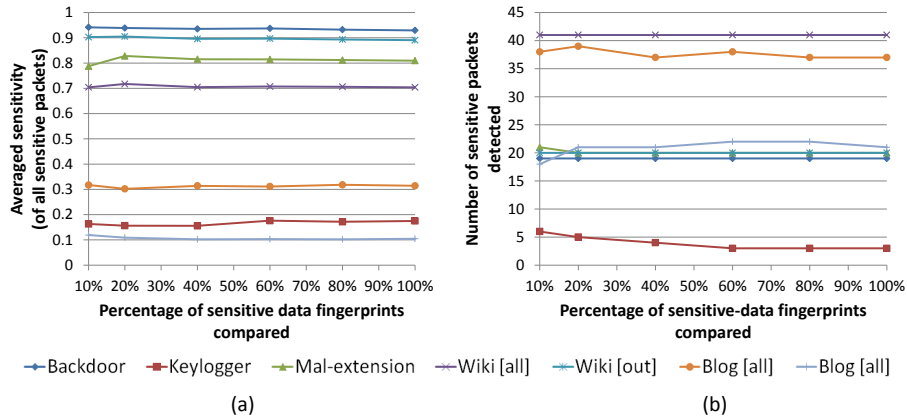 Averaged sensitivity
(of all sensitive packets)
1
0.9
0.8
0.7
0.6
0.5
0.4
0.3
0.2
0.1
0
10% 20% 30% 40% 50% 60% 70% 80% 90% 100%
Percentage of sensitive data fingerprints
compared
Number of sensitive packets
detected
45
40
35
30
25
20
15
10
5
0
10% 20% 30% 40% 50% 60% 70% 80% 90% 100%
Percentage of sensitive-data fingerprints
compared
Backdoor Keylogger Mal-extension Wiki [all] Wiki [out] Blog [all] Blog [all]
(a) (b)